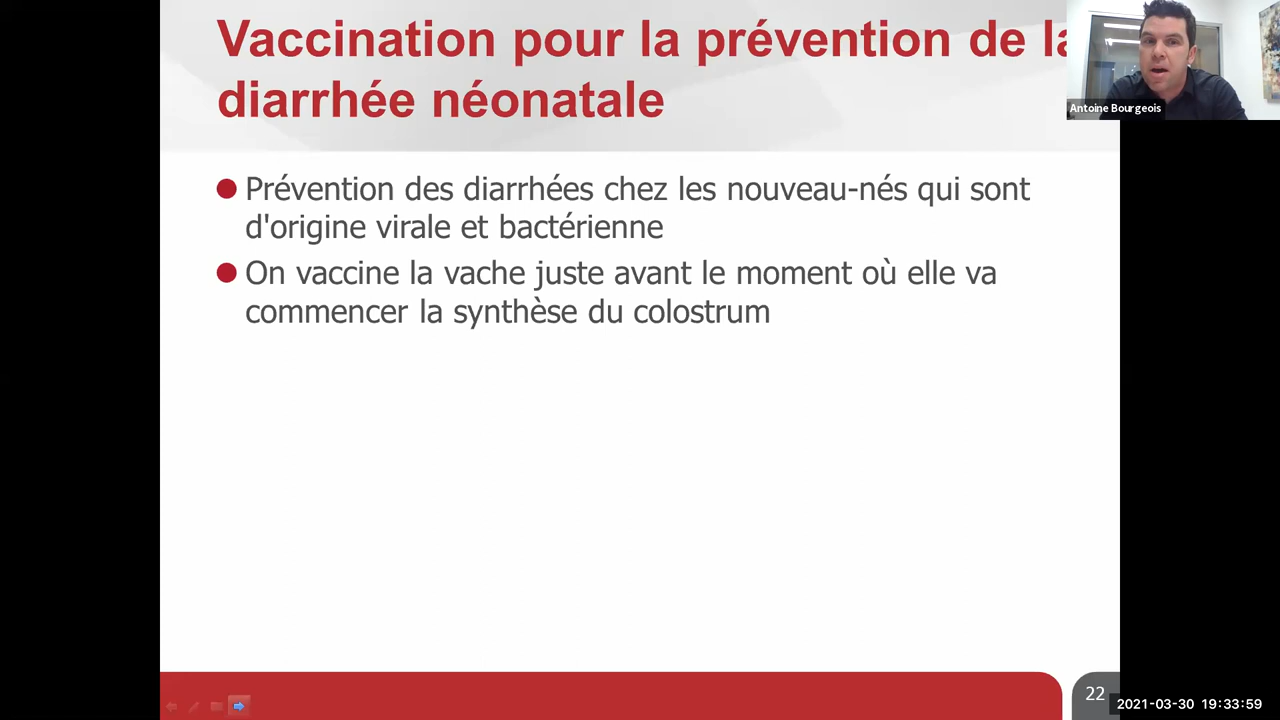 Vaccination pour la prévention de la
diarrhée néonatale
Antoine Bourgeois
Prévention des diarrhées chez les nouveau-nés qui sont
d'origine virale et bactérienne
On vaccine la vache juste avant le moment où elle va
commencer la synthèse du colostrum
22
2021-03-30 19:33:59